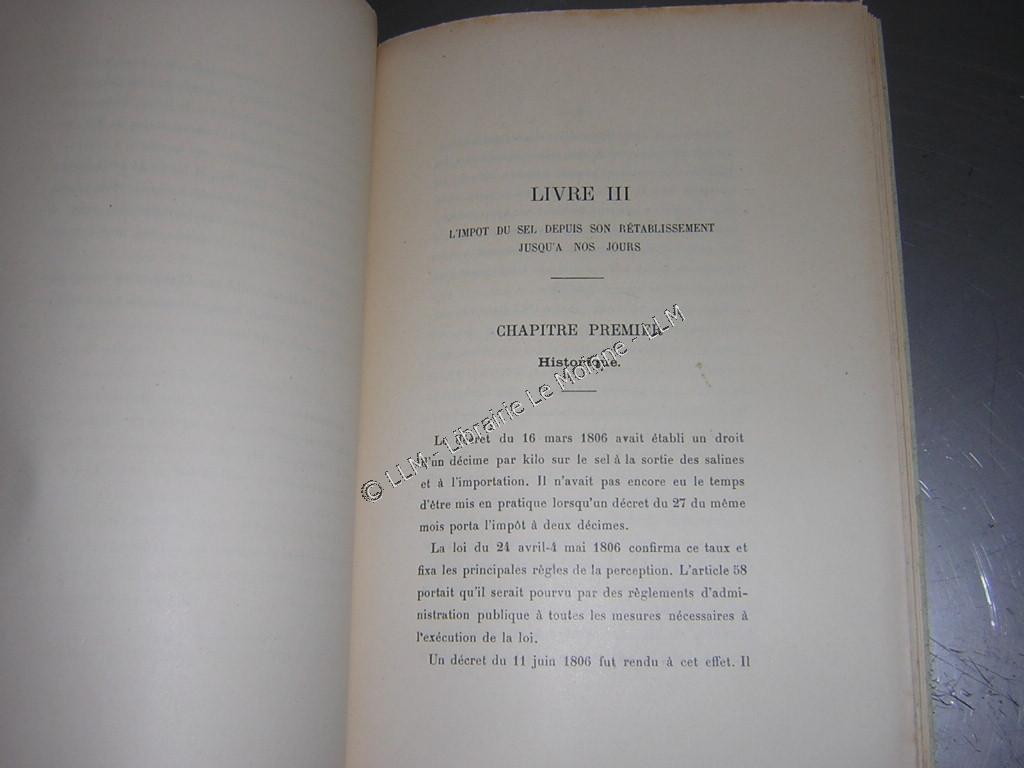 LIVRE III
L'IMPOT DU SEL DEPUIS SON RÉTABLISSEMENT
JUSQU'A NOS JOURS
CHAPITRE PREMIER
Historique.
Le décret du 16 mars 1806 avait établi un droit
d'un décime par kilo sur le sel à la sortie des salines
et à l'importation. Il n'avait pas encore eu le temps
d'être mis en pratique lorsqu'un décret du 27 du même
mois porta l'impôt à deux décimes.
La loi du 24 avril-4 mai 1806 confirma ce taux et
fixa les principales règles de la perception. L'article 58
portait qu'il serait pourvu par des règlements d'admi-
nistration publique à toutes les mesures nécessaires à
l'exécution de la loi.
Un décret du 11 juin 1806 fut rendu à cet effet. Il
© LLM - Librairie Le Moinne - LLM